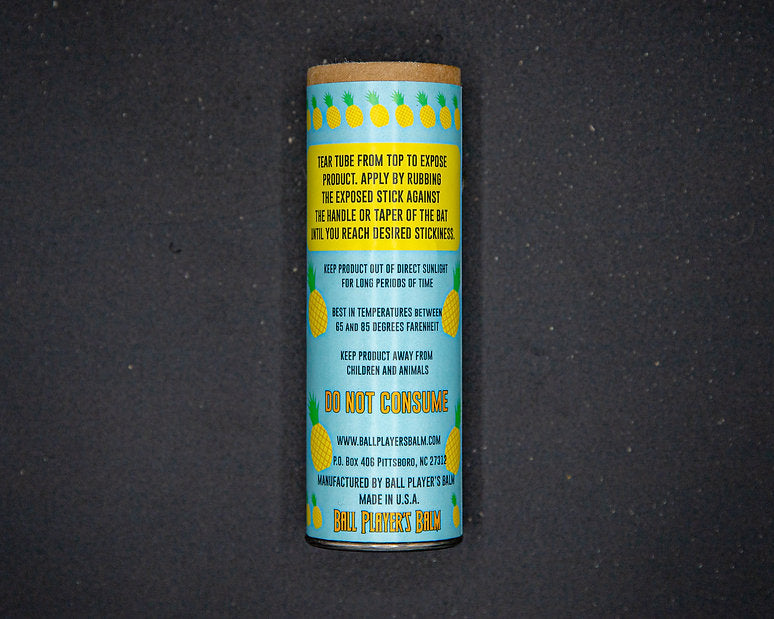 TEAR TUBE FROM TOP TO EXPOSE
PRODUCT. APPLY BY RUBBING
THE EXPOSED STICK AGAINST
THE HANDLE OR TAPER OF THE BAT
UNTIL YOU REACH DESIRED STICKINESS.
KEEP PRODUCT OUT OF DIRECT SUNLIGHT
FOR LONG PERIODS OF TIME
BEST IN TEMPERATURES BETWEEN
65 AND 85 DEGREES FARENHEIT
KEEP PRODUCT AWAY FROM
CHILDREN AND ANIMALS
DO NOT CONSUME
WWW.BALLPLAYERSBALM.COM
P.O. BOX 406 PITTSBORO, NC 27312
MANUFACTURED BY BALL PLAYER'S BALM
MADE IN U.S.A.
BALL PLAYER'S BALM